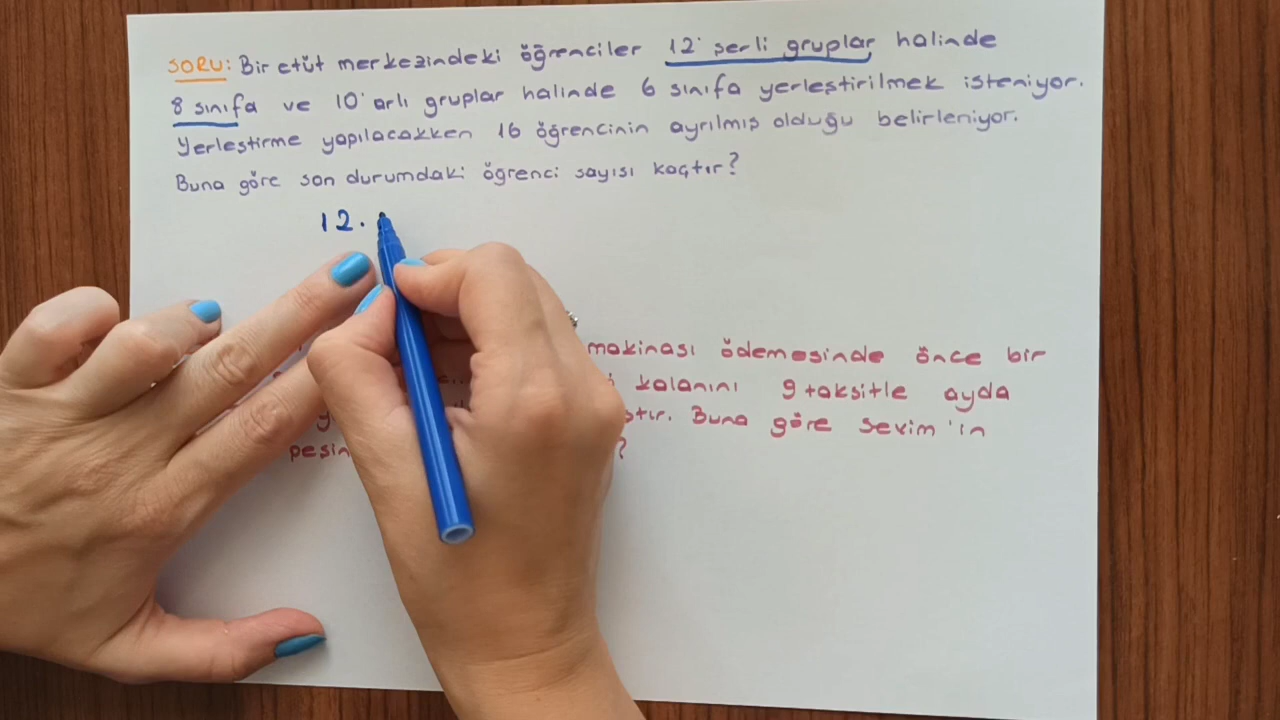 SORU: Bir etüt merkezindeki öğrenciler 12' şerli gruplar halinde
8 sınıfa ve 10' arlı gruplar halinde 6 sınıfa yerleştirilmek isteniyor.
Yerleştirme yapılacakken 16 öğrencinin ayrılmış olduğu belirleniyor.
Buna göre son durumdaki öğrenci sayısı kaçtır?
12.
makinası ödemesinde önce bir
kalanını 9 taksitle ayda
Buna göre Sevim'in